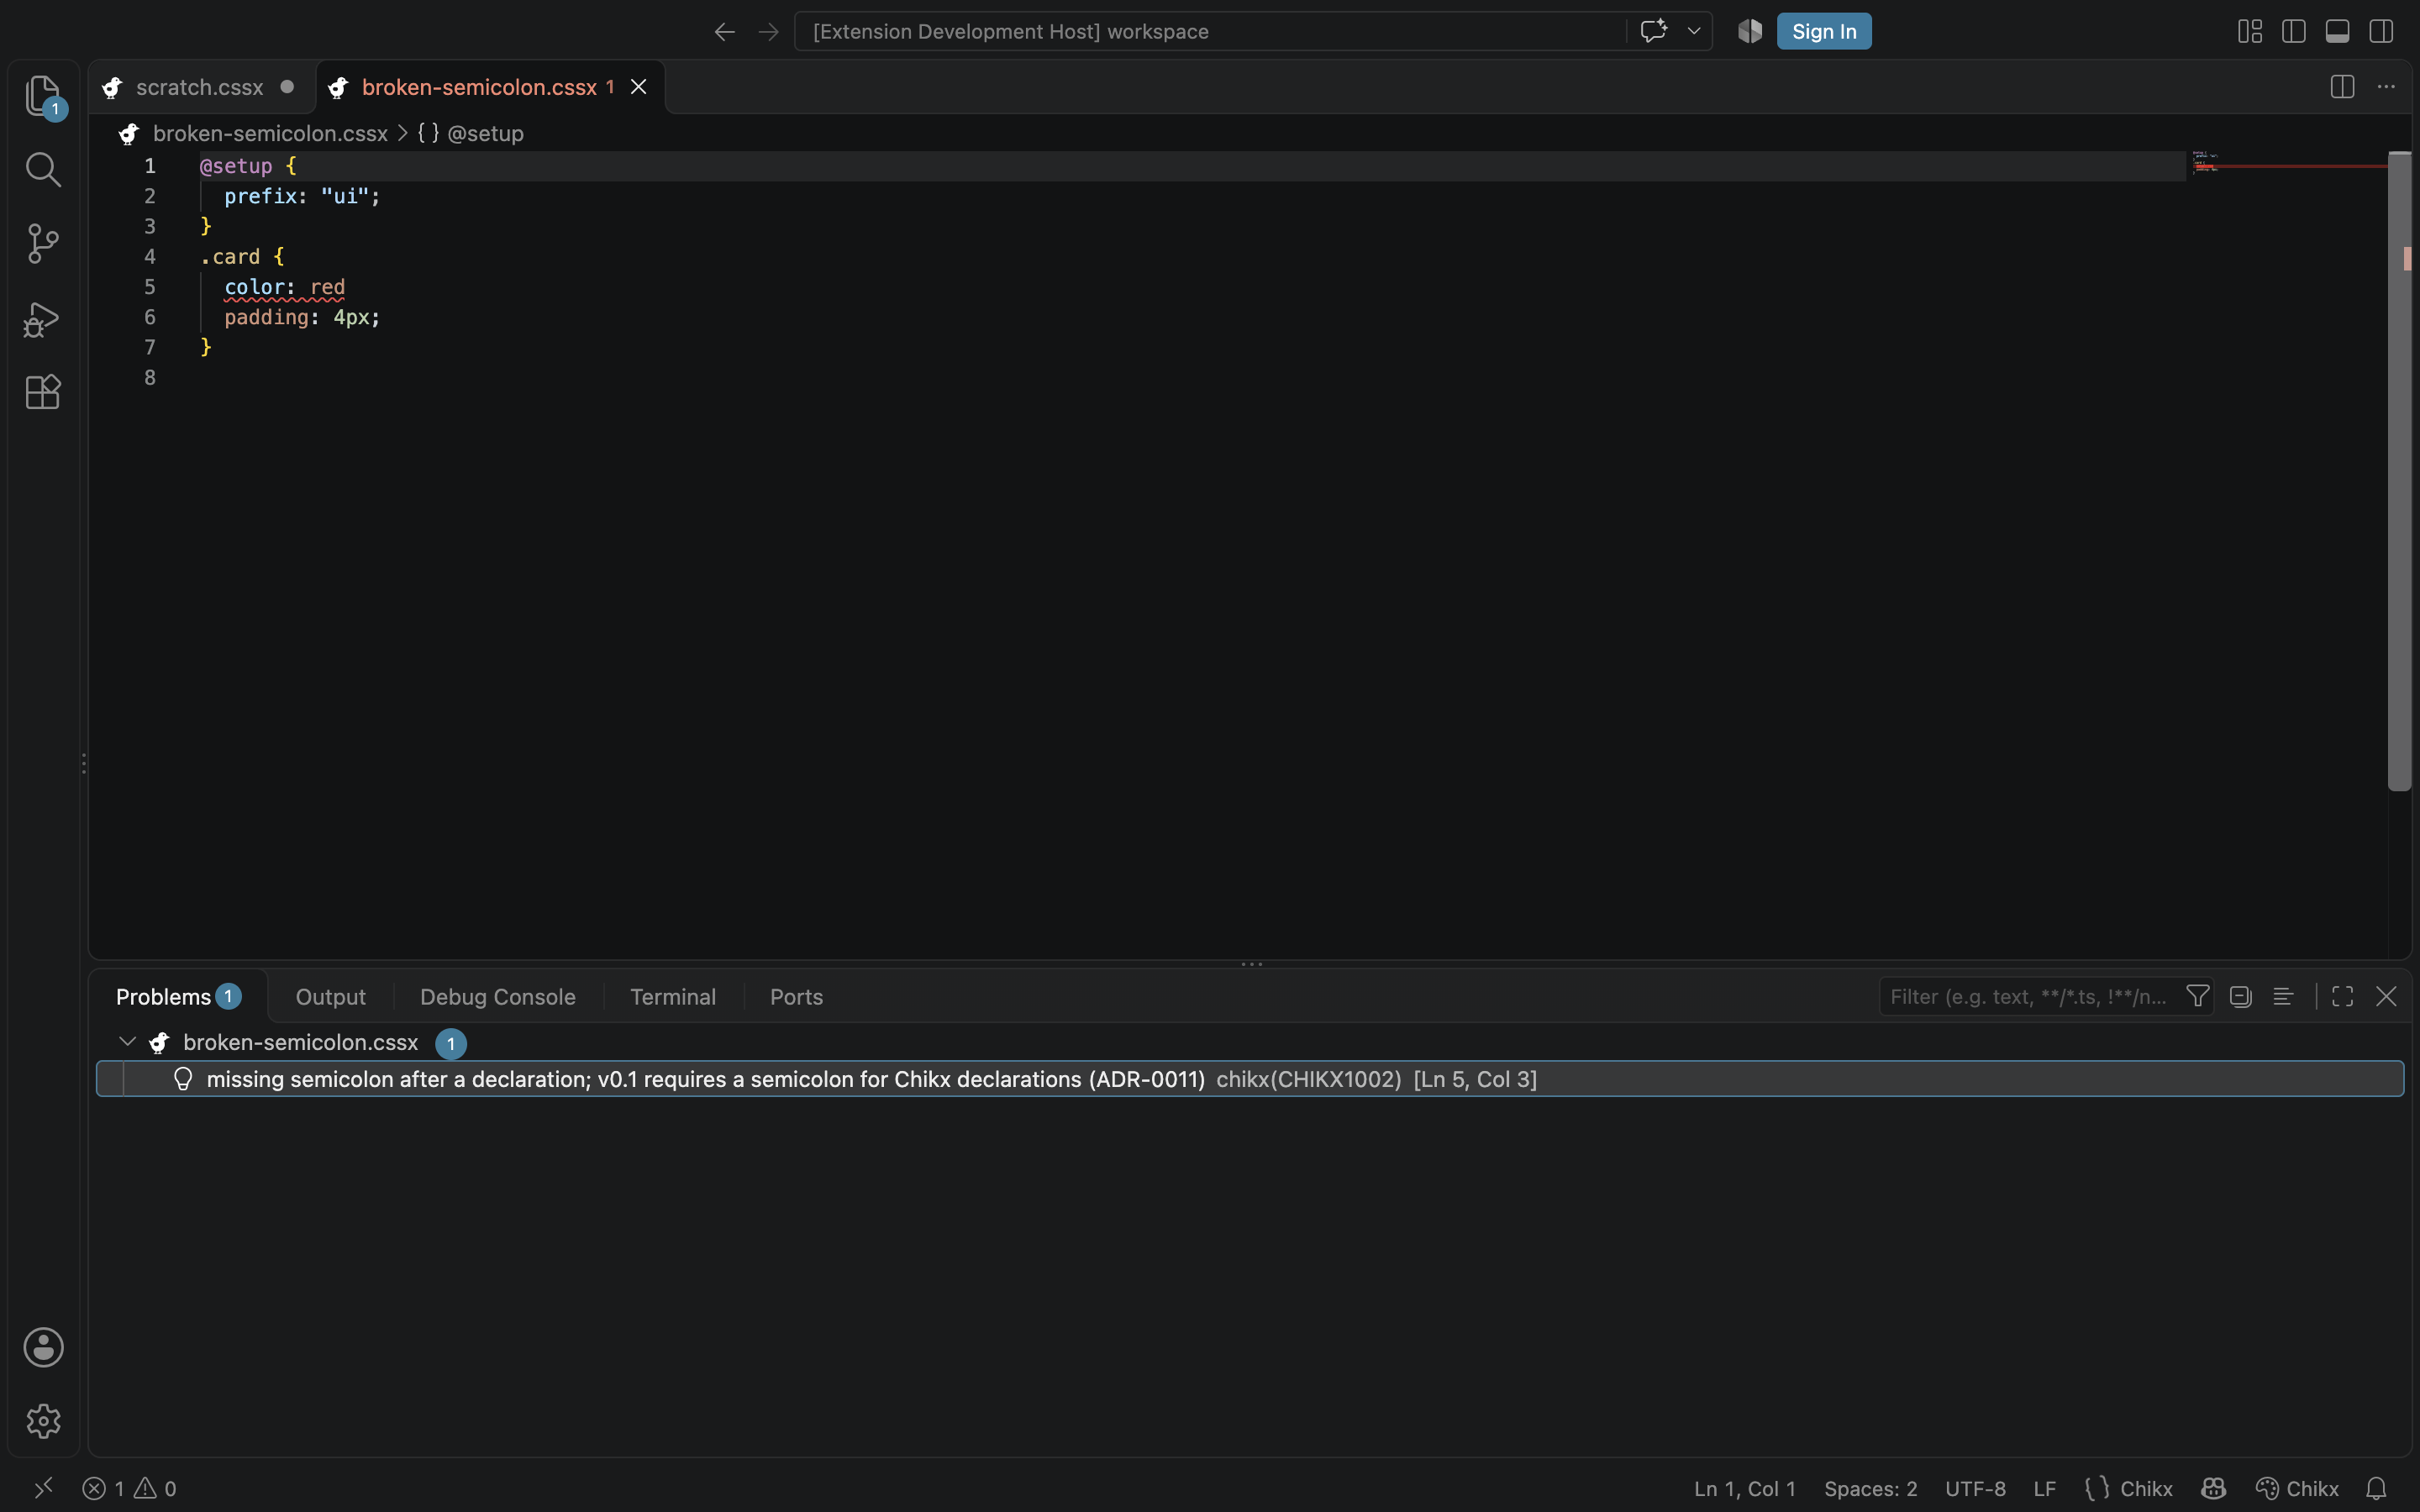 [Extension Development Host] workspace
Sign In
1
scratch.cssx
broken-semicolon.cssx 1
broken-semicolon.cssx > {} @setup
1 @setup {
2 prefix: "ui";
3 }
4 .card {
5 color: red
6 padding: 4px;
7 }
8
Problems 1 Output Debug Console Terminal Ports
Filter (e.g. text, **/*.ts, !**/n...
broken-semicolon.cssx 1
missing semicolon after a declaration; v0.1 requires a semicolon for Chikx declarations (ADR-0011) chikx(CHIKX1002) [Ln 5, Col 3]
1 0
Ln 1, Col 1 Spaces: 2 UTF-8 LF {} Chikx Chikx